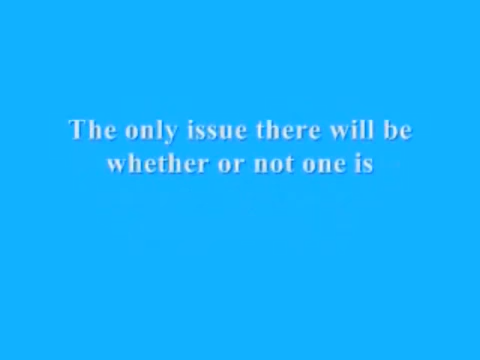 The only issue there will be
whether or not one is